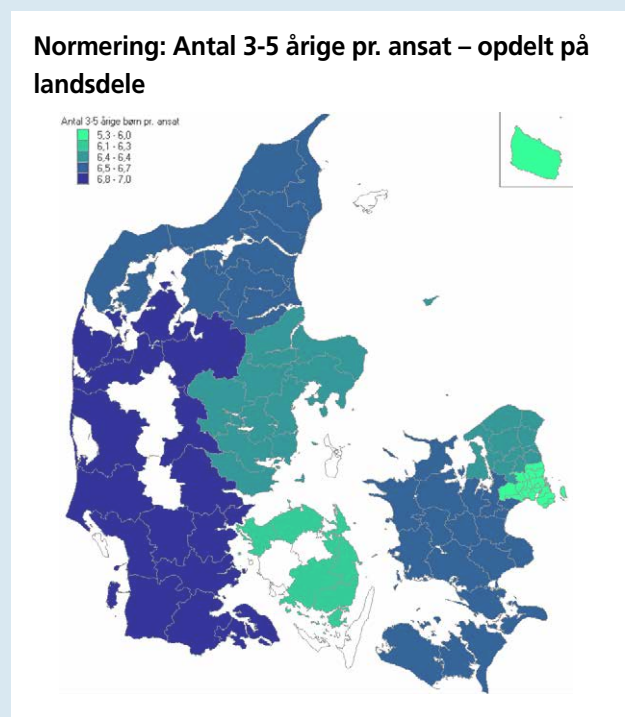 Normering: Antal 3-5 årige pr. ansat – opdelt på
landsdele
Antal 3-5 årige børn pr. ansat
5,3 - 6,0
6,1 - 6,3
6,4 - 6,4
6,5 - 6,7
6,8 - 7,0